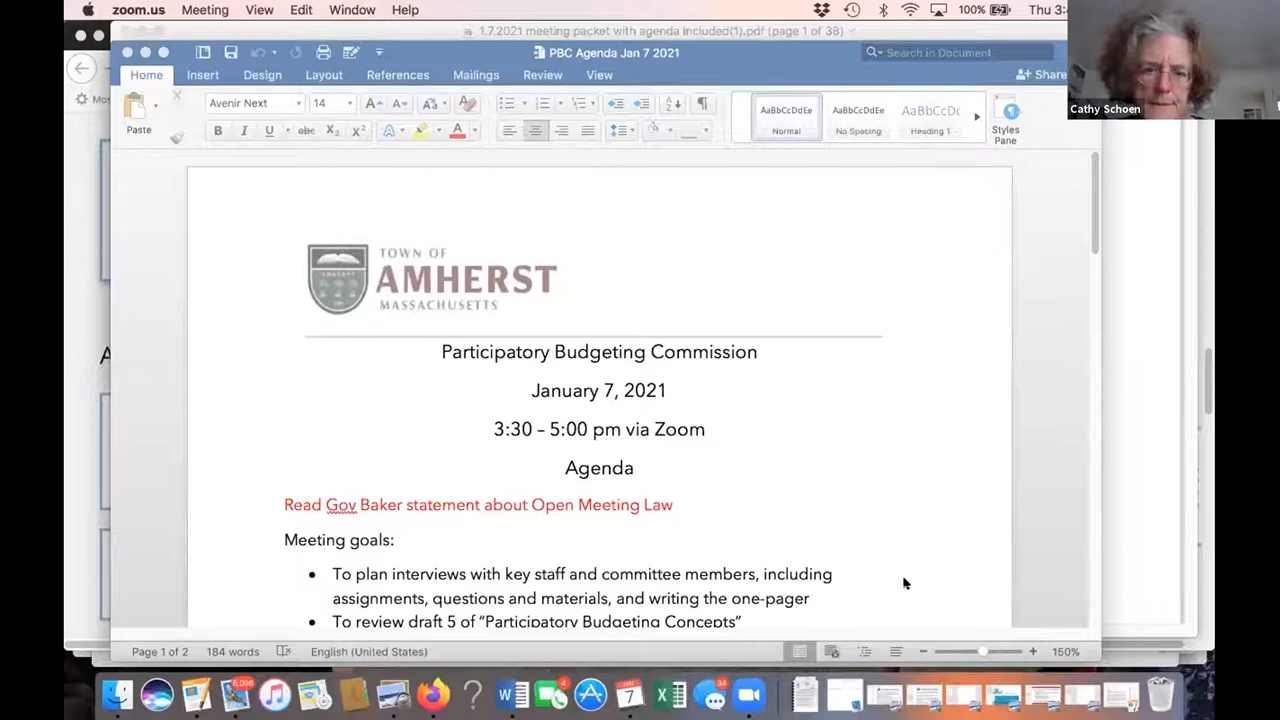 zoom.us Meeting View Edit Window Help 100% Thu 3:
1.7.2021 meeting packet with agenda included(1).pdf (page 1 of 38)
PBC Agenda Jan 7 2021
Search in Document
Home Insert Design Layout References Mailings Review View Share
Cathy Schoen
Paste
Avenir Next 14
AaBbCcDdEe AaBbCcDdEe AaBbCcDc
Normal No Spacing Heading 1
Styles Pane
TOWN OF
AMHERST
MASSACHUSETTS
Participatory Budgeting Commission
January 7, 2021
3:30 – 5:00 pm via Zoom
Agenda
Read Gov Baker statement about Open Meeting Law
Meeting goals:
• To plan interviews with key staff and committee members, including
assignments, questions and materials, and writing the one-pager
• To review draft 5 of "Participatory Budgeting Concepts"
Page 1 of 2 184 words English (United States) 150%